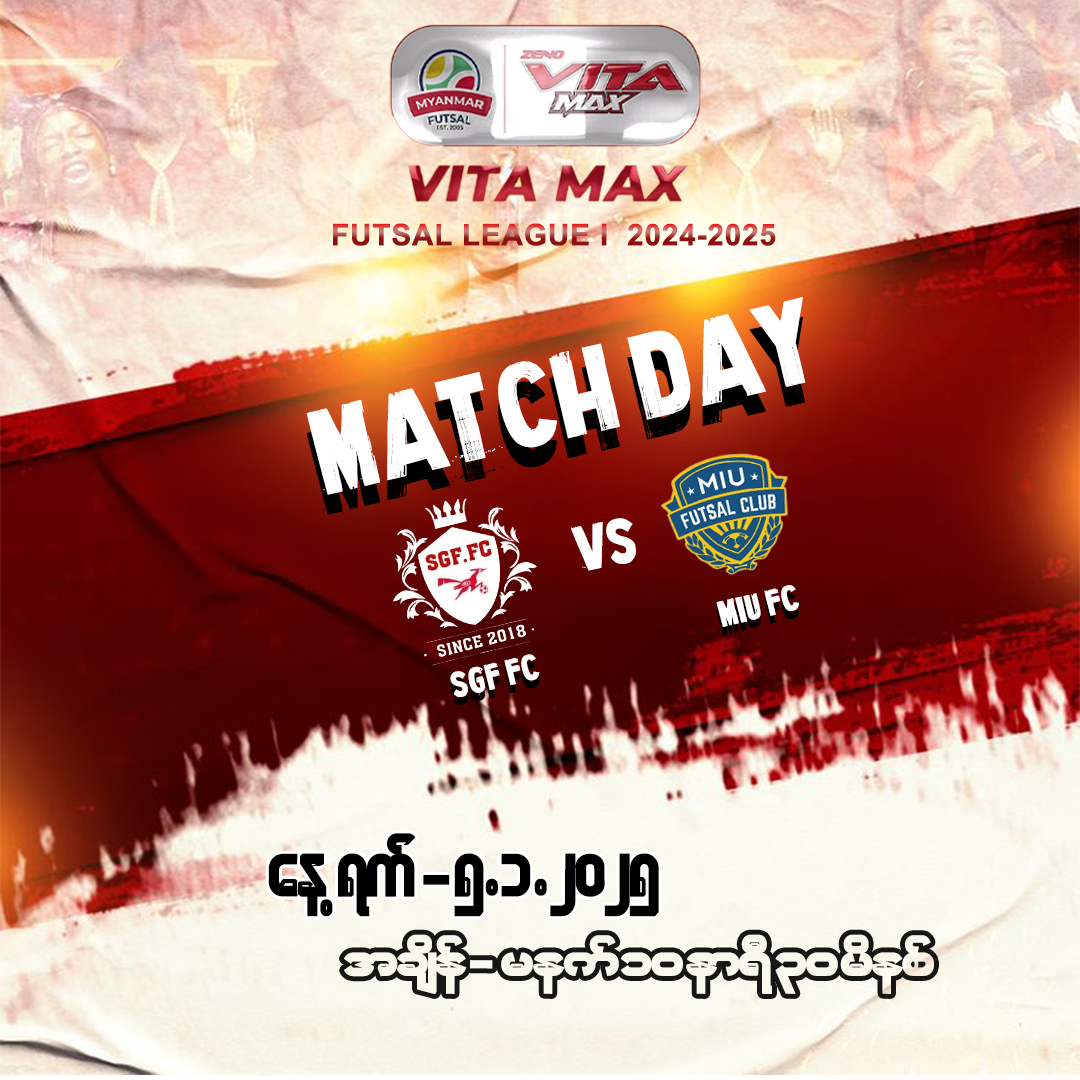 MYANMAR
FUTSAL
EST. 2005
ZENO
VITA
MAX
VITA MAX
FUTSAL LEAGUE I 2024-2025
MATCH DAY
SGF.FC
· SINCE 2018 ·
SGF FC
VS
MIU
FUTSAL CLUB
MIU FC
နေ့ရက်-၅.၁.၂၀၂၅
အချိန်-မနက်၁၀နာရီ၃၀မိနစ်